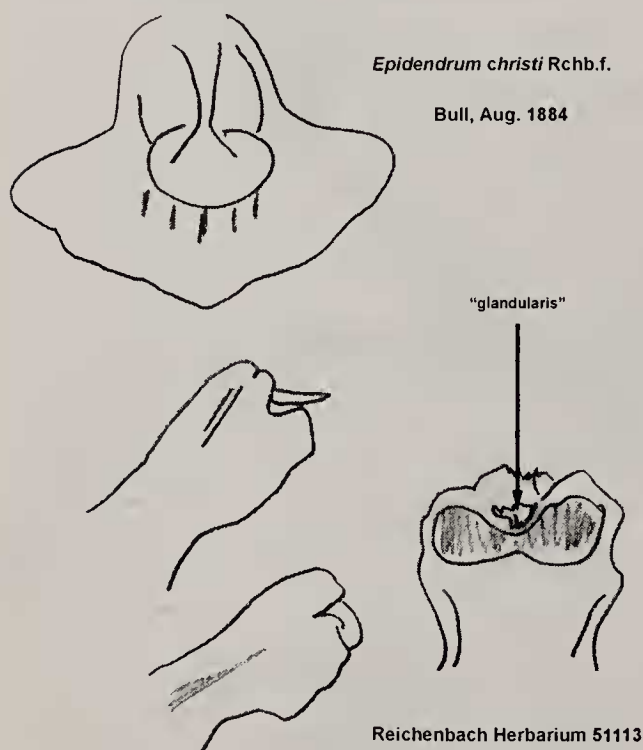 Epidendrum christi Rchb.f.
Bull, Aug. 1884
"glandularis"
Reichenbach Herbarium 51113